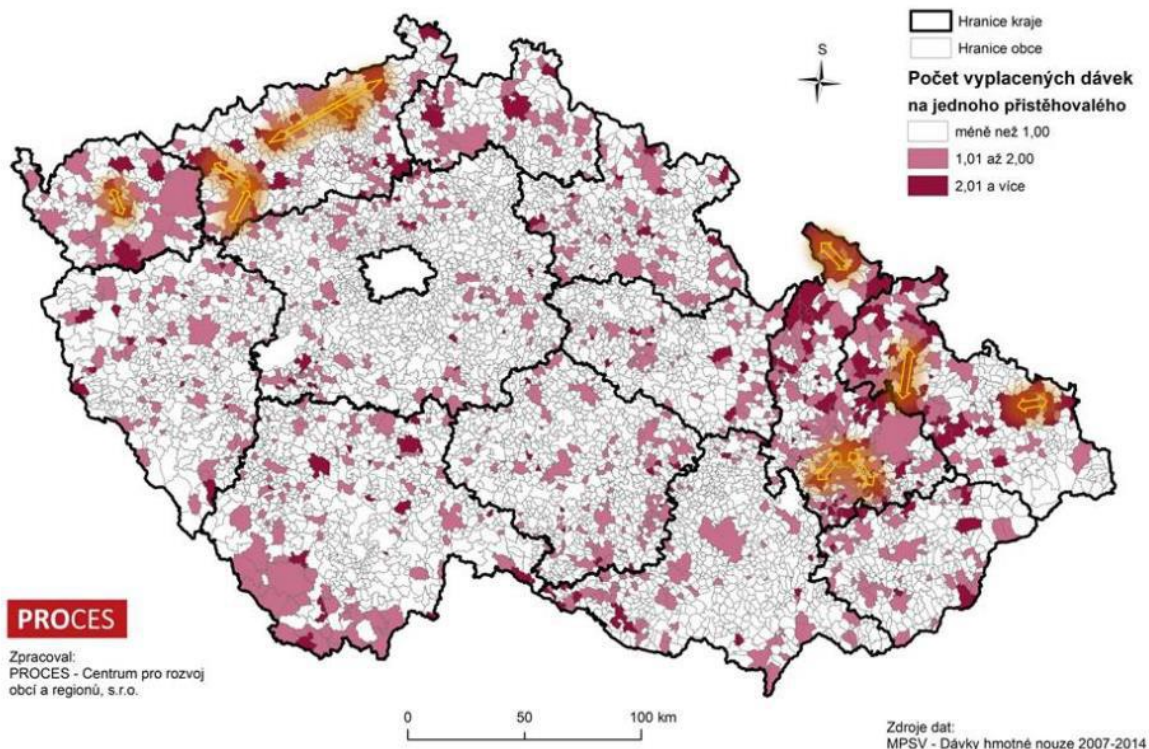 Hranice kraje
Hranice obce
S
Počet vyplacených dávek
na jednoho přistěhovalého
méně než 1,00
1,01 až 2,00
2,01 a více
PROCES
Zpracoval:
PROCES - Centrum pro rozvoj
obcí a regionů, s.r.o.
0 50 100 km
Zdroje dat:
MPSV - Dávky hmotné nouze 2007-2014